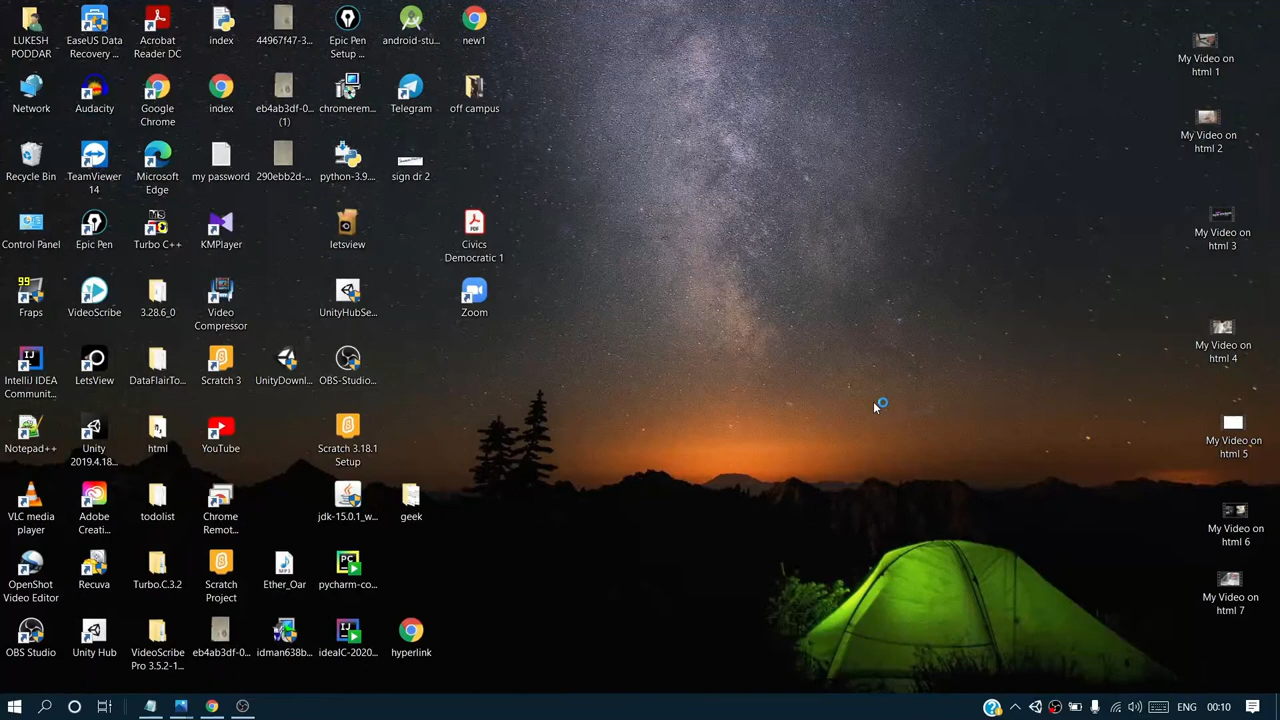 LUKESH
PODDAR
EaseUS Data
Recovery ...
Acrobat
Reader DC
index
44967f47-3...
Epic Pen
Setup ...
android-stu...
new1
Network
Audacity
Google
Chrome
index
eb4ab3df-0...
(1)
chromerem...
Telegram
off campus
Recycle Bin
TeamViewer
14
Microsoft
Edge
my password
290ebb2d-...
python-3.9....
sign dr 2
Control Panel
Epic Pen
Turbo C++
KMPlayer
letsview
Civics
Democratic 1
99
Fraps
VideoScribe
3.28.6_0
Video
Compressor
UnityHubSe...
Zoom
IntelliJ IDEA
Communit...
LetsView
DataFlairTo...
Scratch 3
UnityDownl...
OBS-Studio...
Notepad++
Unity
2019.4.18...
html
YouTube
Scratch 3.18.1
Setup
VLC media
player
Adobe
Creati...
todolist
Chrome
Remot...
jdk-15.0.1_w...
geek
OpenShot
Video Editor
Recuva
Turbo.C.3.2
Scratch
Project
Ether_Oar
pycharm-co...
OBS Studio
Unity Hub
VideoScribe
Pro 3.5.2-1...
eb4ab3df-0...
idman638b...
ideaIC-2020...
hyperlink
My Video on
html 1
My Video on
html 2
My Video on
html 3
My Video on
html 4
My Video on
html 5
My Video on
html 6
My Video on
html 7
ENG
00:10